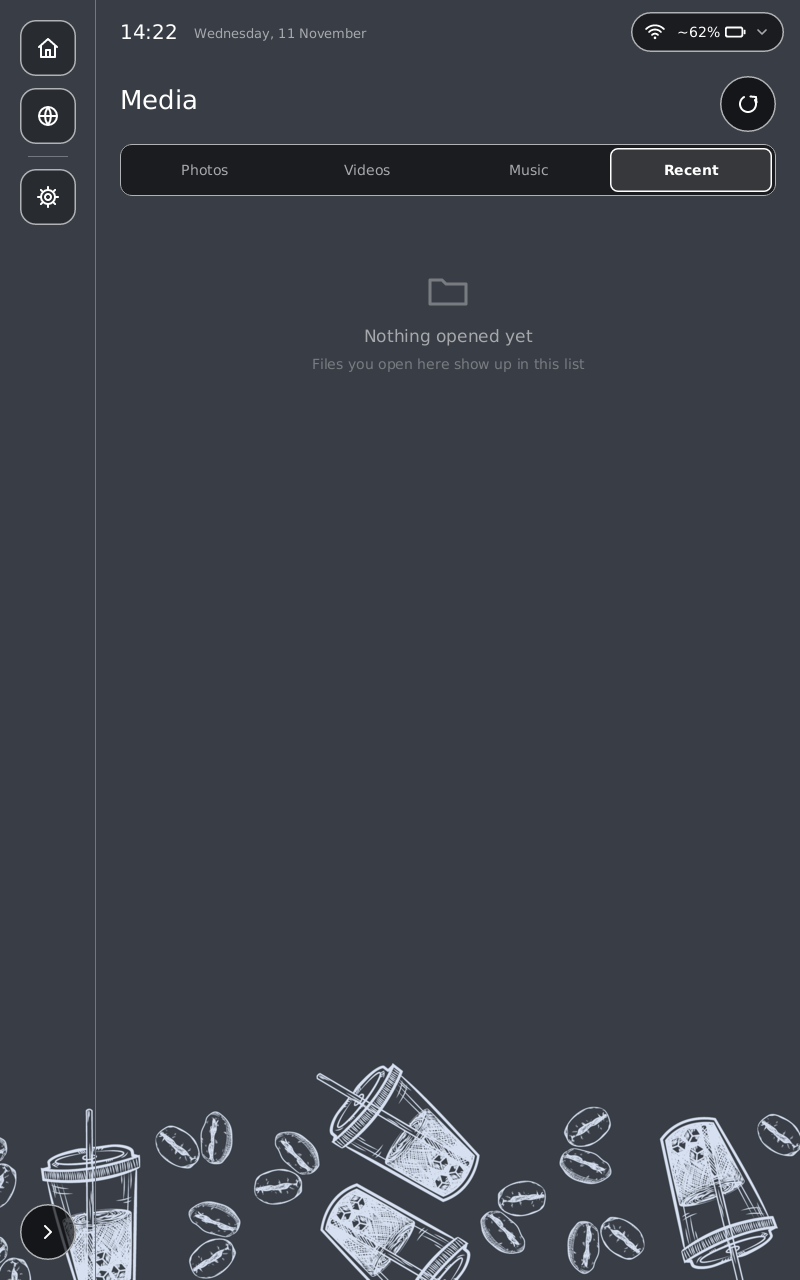 14:22 Wednesday, 11 November ~62%
Media
Photos Videos Music Recent
Nothing opened yet
Files you open here show up in this list